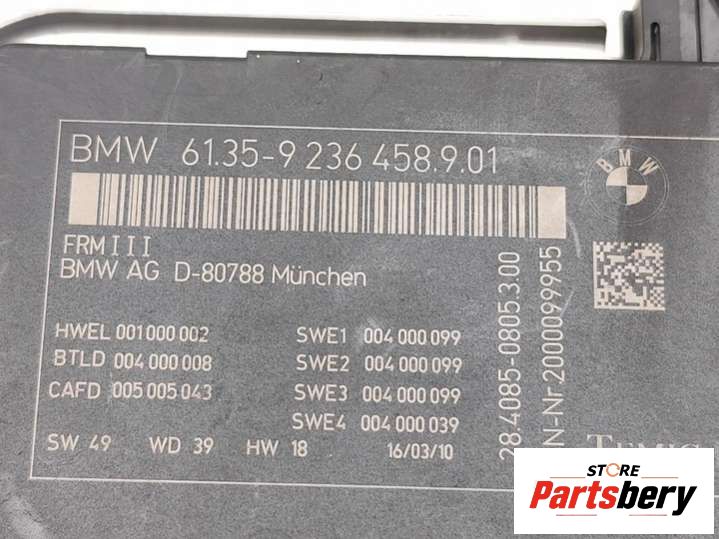 BMW 61.35-9 236 458.9.01
BMW
FRMIII
BMW AG D-80788 München
HWEL 001 000 002
BTLD 004 000 008
CAFD 005 005 043
SWE1 004 000 099
SWE2 004 000 099
SWE3 004 000 099
SWE4 004 000 039
SW 49 WD 39 HW 18 16/03/10
28.4085-0805.3.00
N-Nr.2000099955
TEMIC
STORE
Partsbery